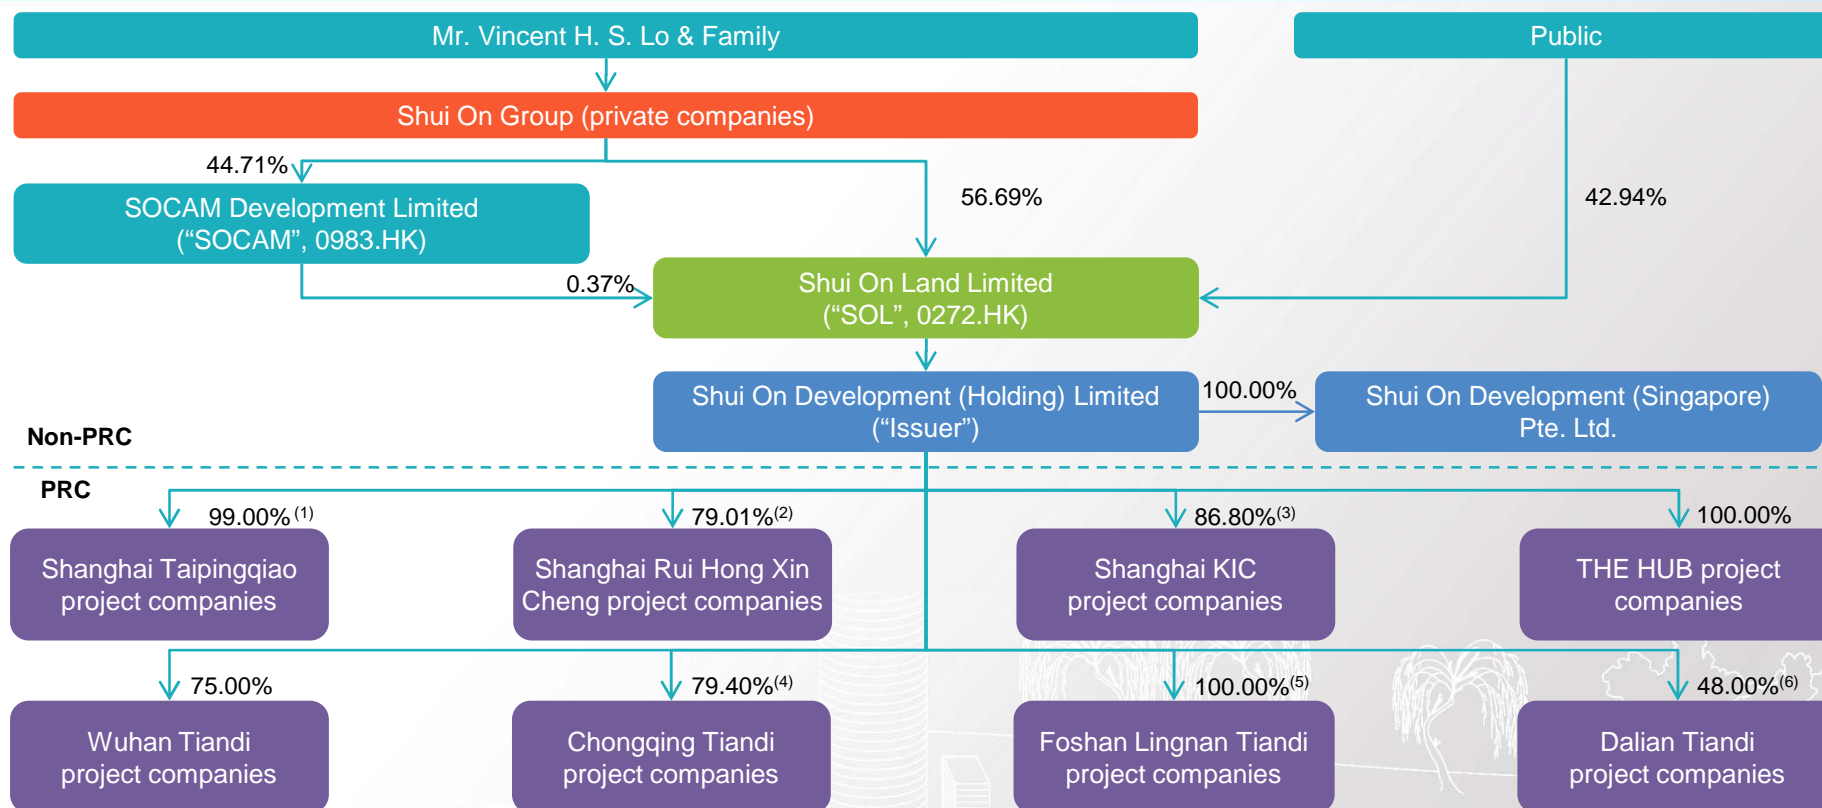 Mr. Vincent H. S. Lo & Family
Public
Shui On Group (private companies)
44.71%
56.69%
42.94%
SOCAM Development Limited
(“SOCAM”, 0983.HK)
0.37%
Shui On Land Limited
(“SOL”, 0272.HK)
Shui On Development (Holding) Limited
(“Issuer”)
100.00%
Shui On Development (Singapore)
Pte. Ltd.
Non-PRC
PRC
99.00%(1)
79.01%(2)
86.80%(3)
100.00%
Shanghai Taipingqiao
project companies
Shanghai Rui Hong Xin
Cheng project companies
Shanghai KIC
project companies
THE HUB project
companies
75.00%
79.40%(4)
100.00%(5)
48.00%(6)
Wuhan Tiandi
project companies
Chongqing Tiandi
project companies
Foshan Lingnan Tiandi
project companies
Dalian Tiandi
project companies